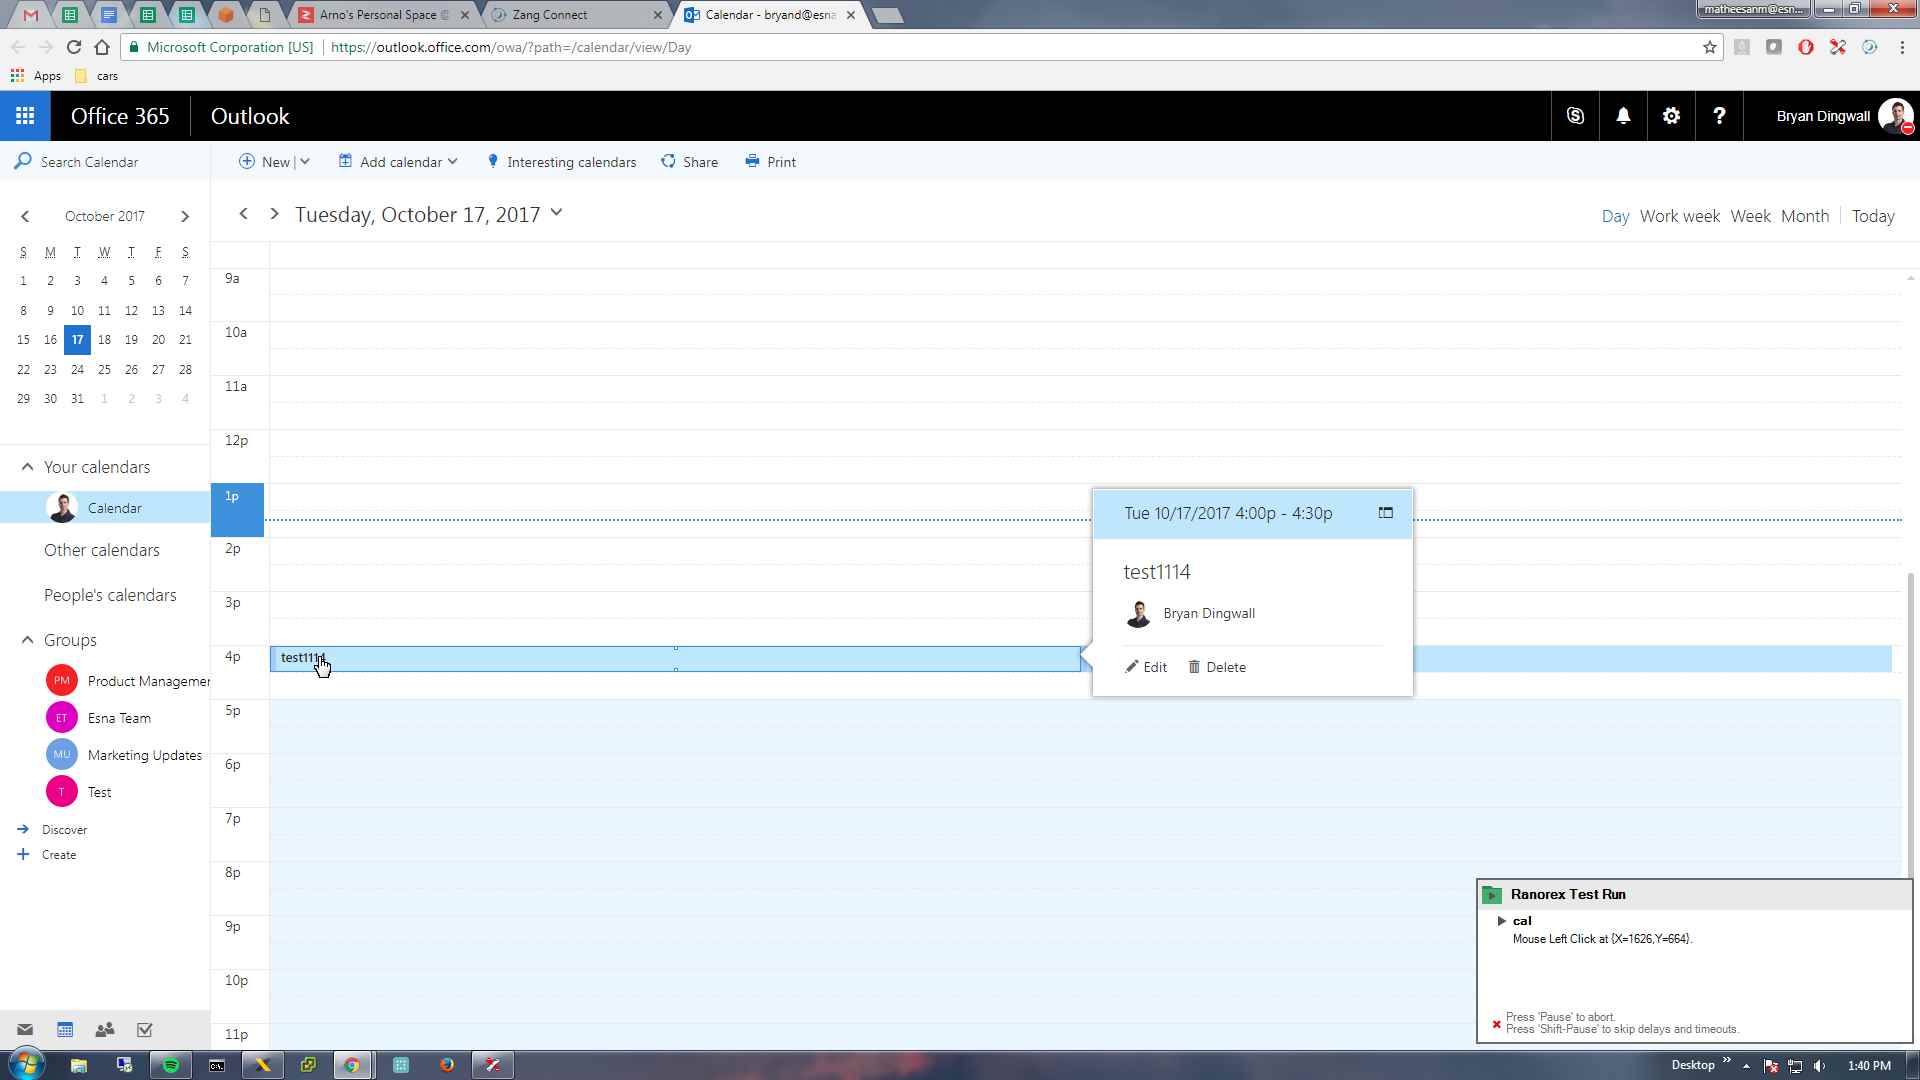 Arno's Personal Space @
Zang Connect
Calendar - bryand@esna
matheesanm@esn...
Microsoft Corporation [US]
https://outlook.office.com/owa/?path=/calendar/view/Day
Apps
cars
Office 365
Outlook
Bryan Dingwall
Search Calendar
New
Add calendar
Interesting calendars
Share
Print
October 2017
Tuesday, October 17, 2017
Day Work week Week Month Today
S M T W T F S
1 2 3 4 5 6 7
8 9 10 11 12 13 14
15 16 17 18 19 20 21
22 23 24 25 26 27 28
29 30 31 1 2 3 4
Your calendars
Calendar
Other calendars
People's calendars
Groups
PM Product Managemen
ET Esna Team
MU Marketing Updates
T Test
Discover
Create
9a
10a
11a
12p
1p
2p
3p
4p
test1114
5p
6p
7p
8p
9p
10p
11p
Tue 10/17/2017 4:00p - 4:30p
test1114
Bryan Dingwall
Edit Delete
Ranorex Test Run
cal
Mouse Left Click at {X=1626,Y=664}.
Press 'Pause' to abort.
Press 'Shift-Pause' to skip delays and timeouts.
Desktop
1:40 PM